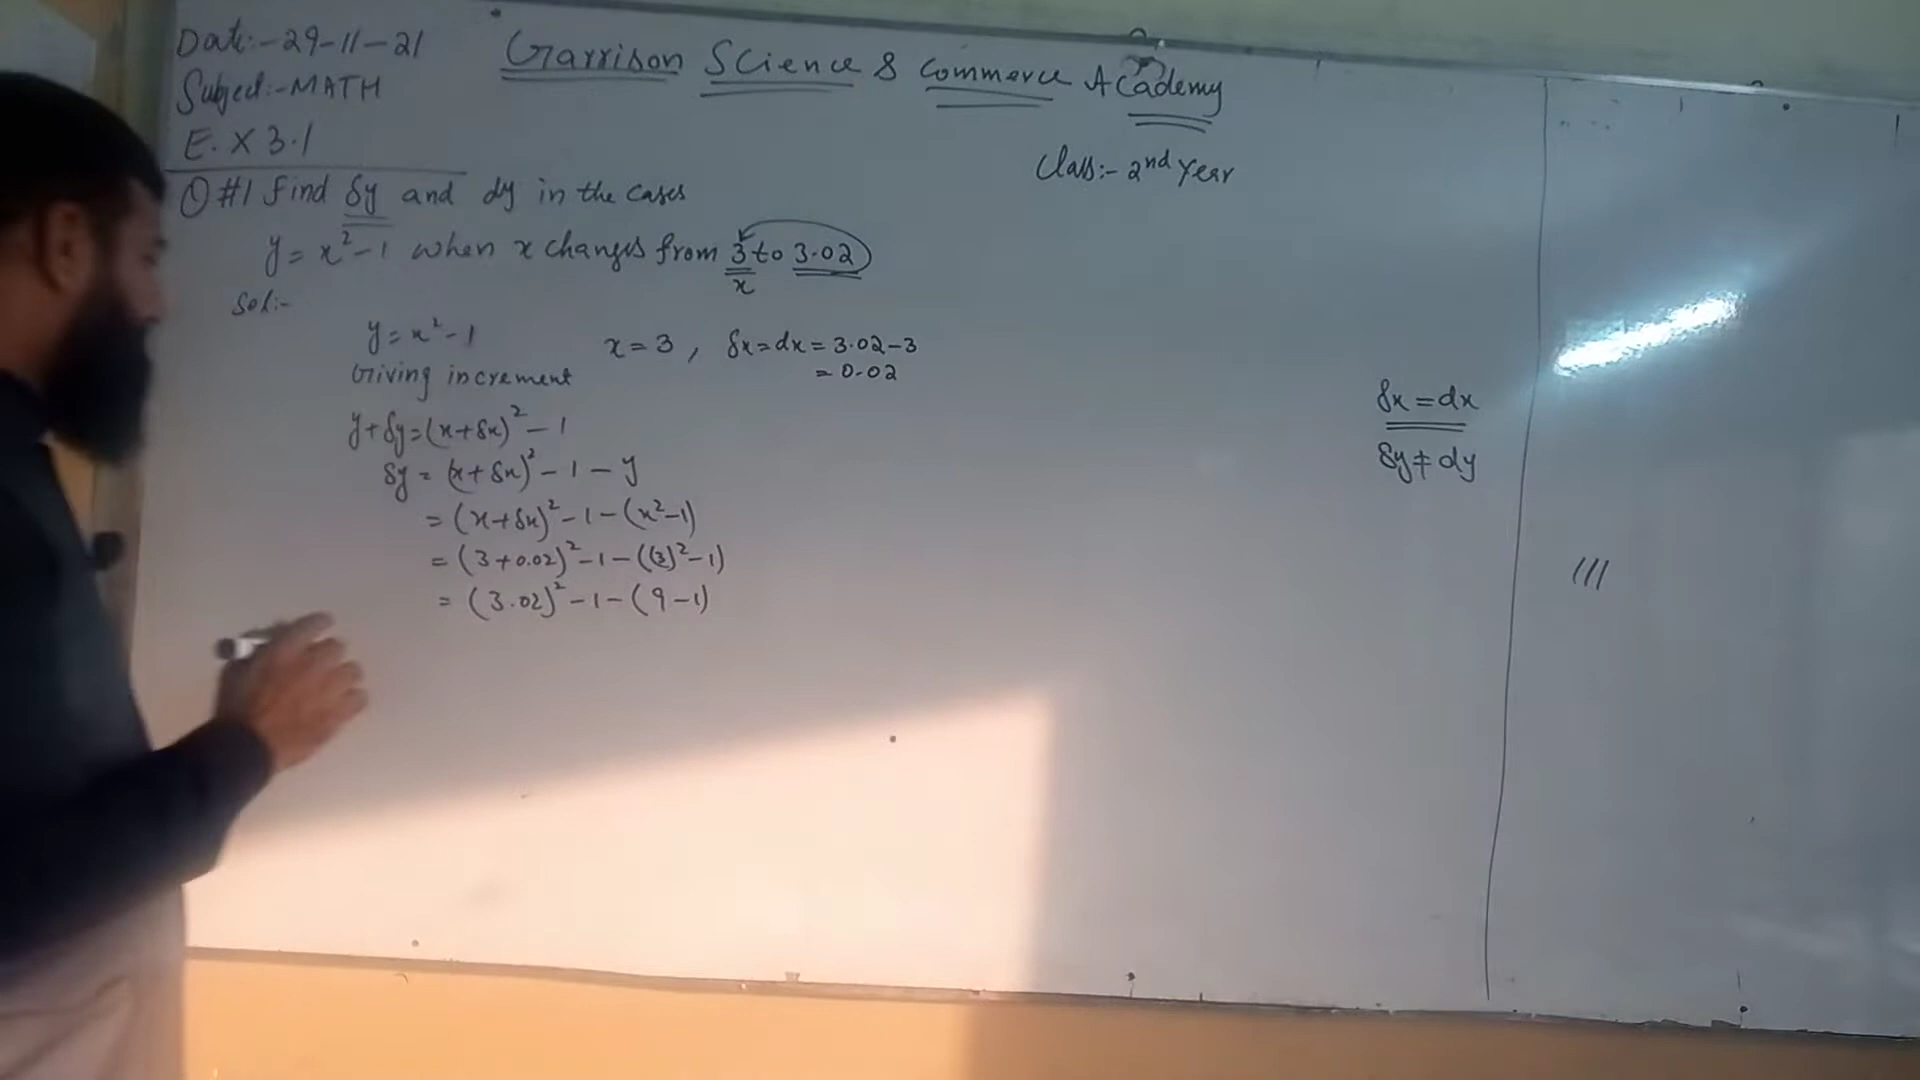 Date:-29-11-21
Garrison Science & Commerce Academy
Subject:-MATH
E. X 3.1
Class:- 2nd Year
Q #1 Find δy and dy in the cases
y = x² - 1 when x changes from 3 to 3.02
x
Sol:-
y = x² - 1
x = 3 , δx = dx = 3.02 - 3
= 0.02
Giving increment
y + δy = (x + δx)² - 1
δy = (x + δx)² - 1 - y
= (x + δx)² - 1 - (x² - 1)
= (3 + 0.02)² - 1 - ((3)² - 1)
= (3.02)² - 1 - (9 - 1)
δx = dx
δy ≠ dy
///